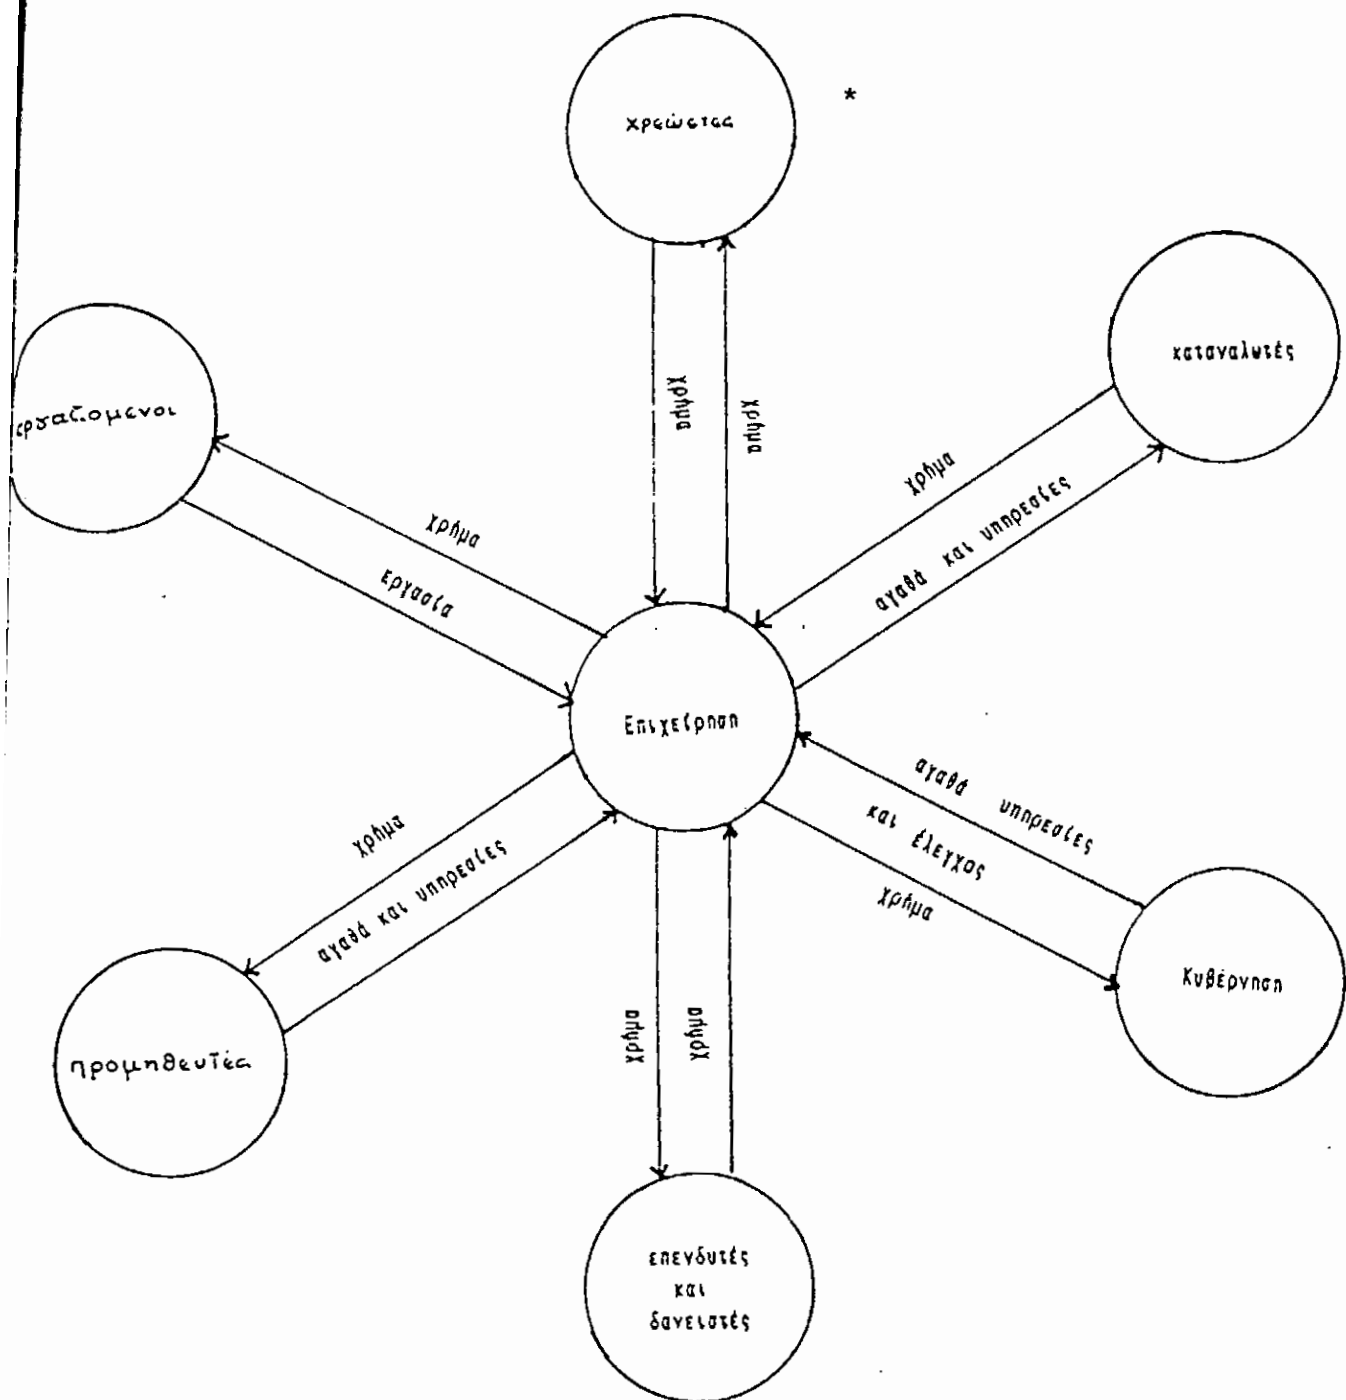 χρεώστες
*
καταναλωτές
εργαζομενοι
χρήμα
χρήμα
χρήμα
αγαθά και υπηρεσίες
χρήμα
εργασία
Επιχείρηση
αγαθά υπηρεσίες
και έλεγχος
χρήμα
χρήμα
αγαθά και υπηρεσίες
Κυβέρνηση
προμηθευτές
χρήμα
χρήμα
επενδυτές
και
δανειστές